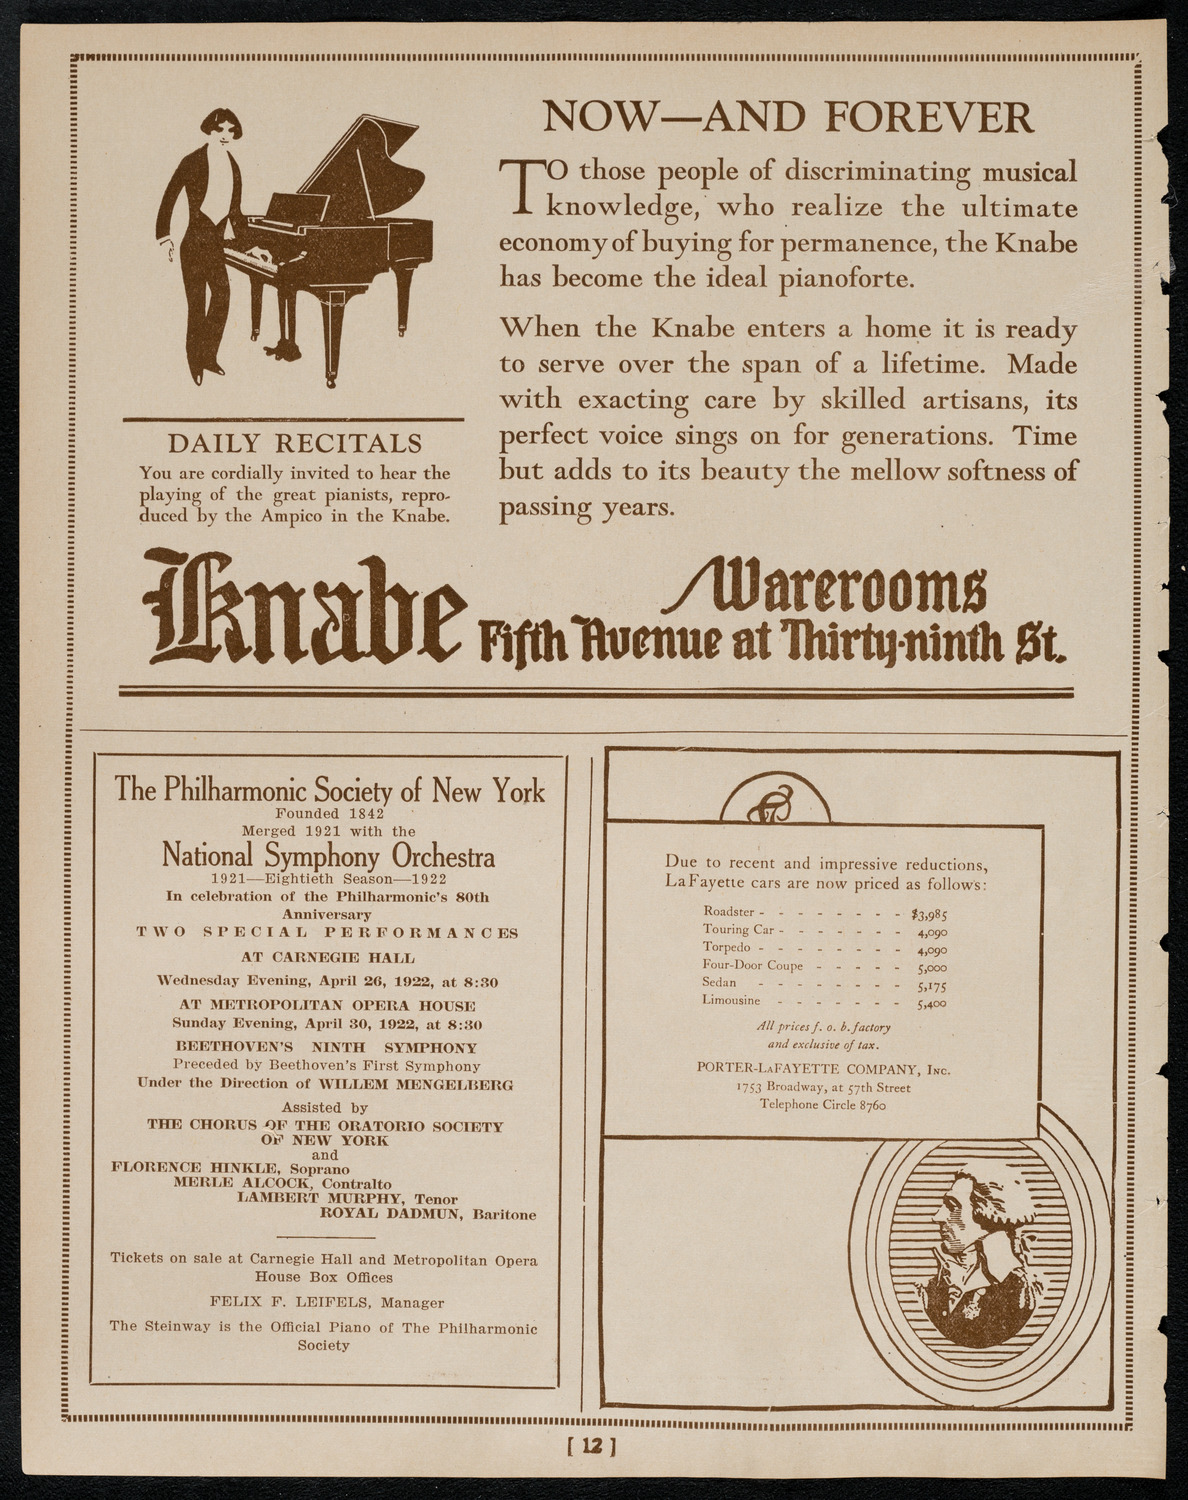 NOW—AND FOREVER
TO those people of discriminating musical
knowledge, who realize the ultimate
economy of buying for permanence, the Knabe
has become the ideal pianoforte.
When the Knabe enters a home it is ready
to serve over the span of a lifetime. Made
with exacting care by skilled artisans, its
perfect voice sings on for generations. Time
but adds to its beauty the mellow softness of
passing years.
DAILY RECITALS
You are cordially invited to hear the
playing of the great pianists, repro-
duced by the Ampico in the Knabe.
Knabe
Warerooms
Fifth Avenue at Thirty-ninth St.
The Philharmonic Society of New York
Founded 1842
Merged 1921 with the
National Symphony Orchestra
1921—Eightieth Season—1922
In celebration of the Philharmonic's 80th
Anniversary
TWO SPECIAL PERFORMANCES
AT CARNEGIE HALL
Wednesday Evening, April 26, 1922, at 8:30
AT METROPOLITAN OPERA HOUSE
Sunday Evening, April 30, 1922, at 8:30
BEETHOVEN'S NINTH SYMPHONY
Preceded by Beethoven's First Symphony
Under the Direction of WILLEM MENGELBERG
Assisted by
THE CHORUS OF THE ORATORIO SOCIETY
OF NEW YORK
and
FLORENCE HINKLE, Soprano
MERLE ALCOCK, Contralto
LAMBERT MURPHY, Tenor
ROYAL DADMUN, Baritone
Tickets on sale at Carnegie Hall and Metropolitan Opera
House Box Offices
FELIX F. LEIFELS, Manager
The Steinway is the Official Piano of The Philharmonic
Society
Due to recent and impressive reductions,
LaFayette cars are now priced as follows:
Roadster - - - - - - - - $3,985
Touring Car - - - - - - - 4,090
Torpedo - - - - - - - - 4,090
Four-Door Coupe - - - - - 5,000
Sedan - - - - - - - - 5,175
Limousine - - - - - - - 5,400
All prices f. o. b. factory
and exclusive of tax.
PORTER-LAFAYETTE COMPANY, Inc.
1753 Broadway, at 57th Street
Telephone Circle 8760
[ 12 ]